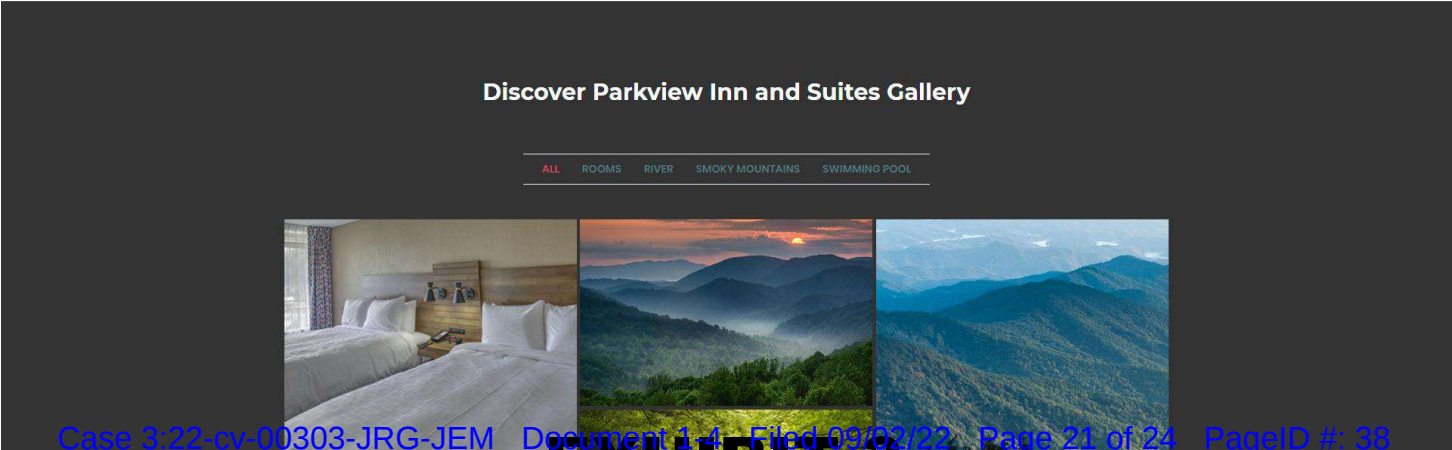 Discover Parkview Inn and Suites Gallery
ALL ROOMS RIVER SMOKY MOUNTAINS SWIMMING POOL
Case 3:22-cv-00303-JRG-JEM Document 1-4 Filed 09/02/22 Page 21 of 24 PageID #: 38